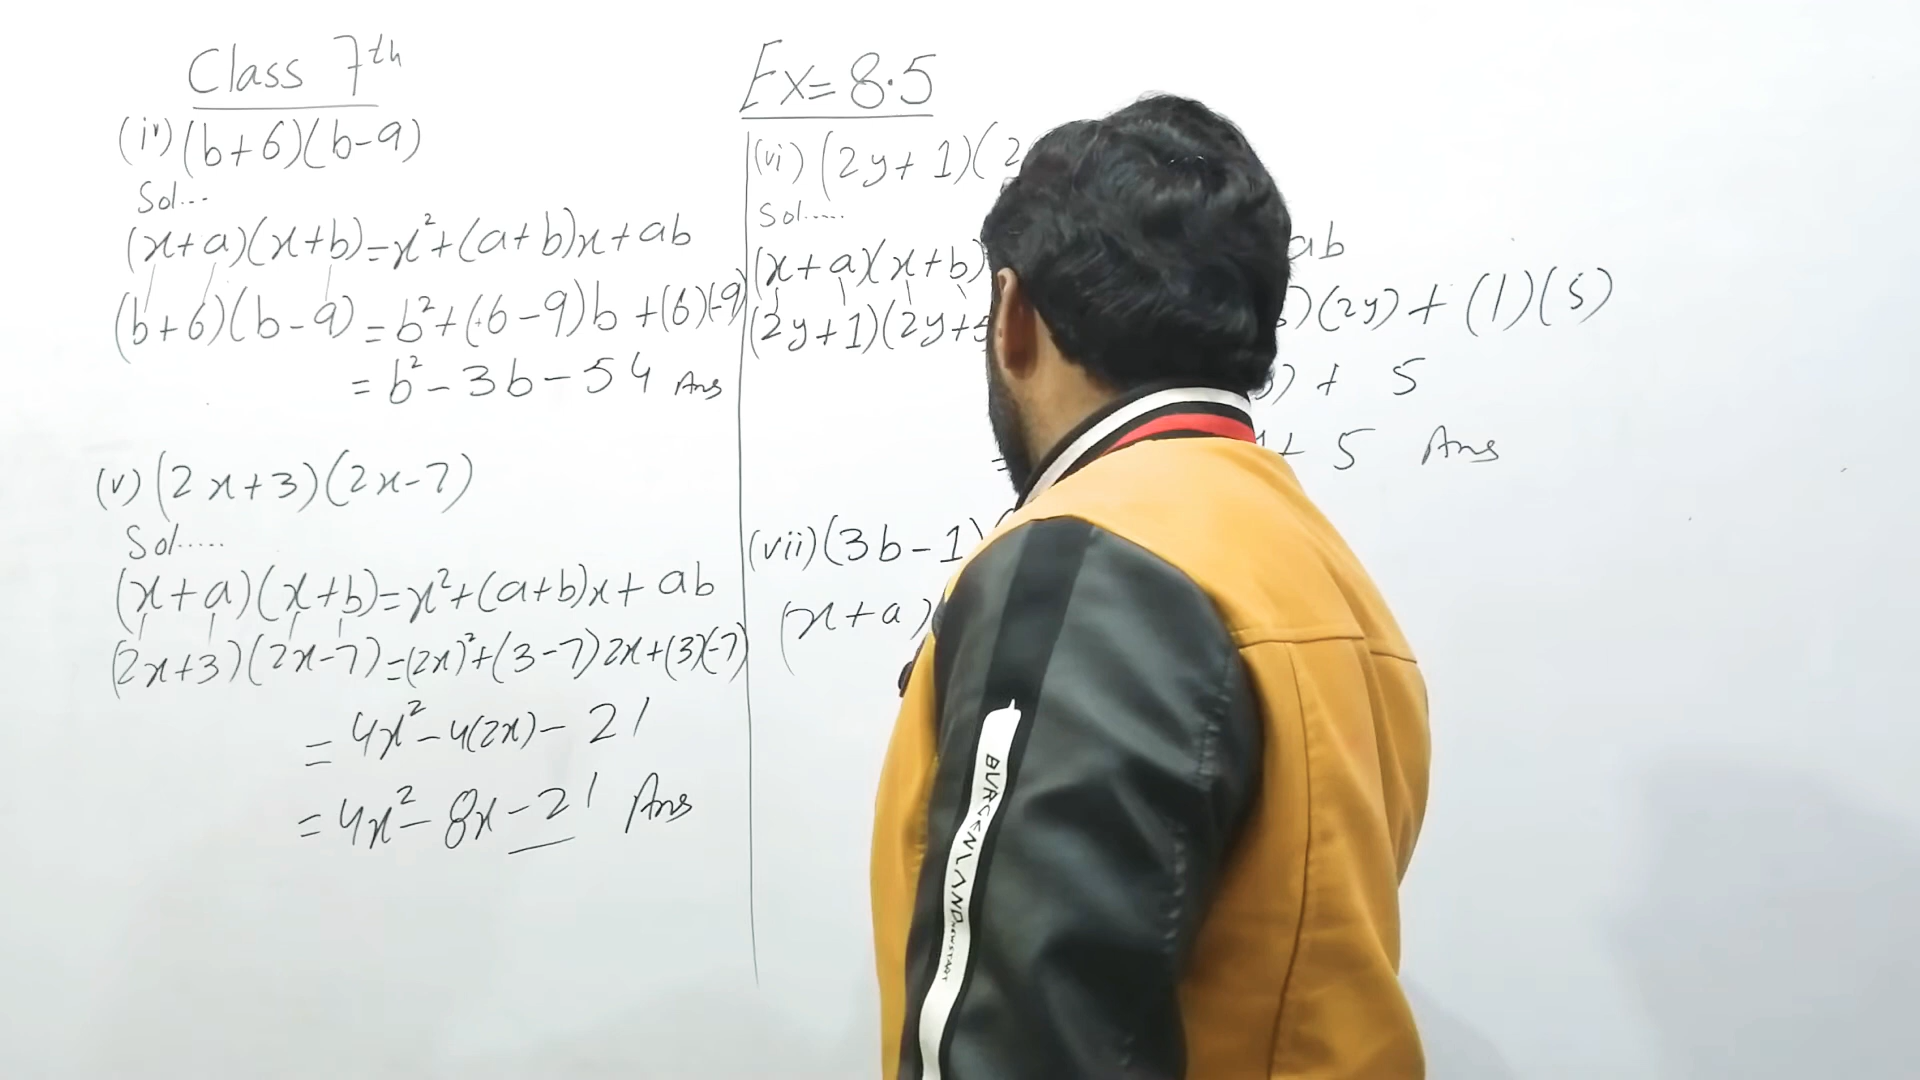 Class 7th
(iv) (b+6)(b-9)
Sol...
(x+a)(x+b)=x²+(a+b)x+ab
(b+6)(b-9)=b²+(+6-9)b+(6)(-9)
=b²-3b-54 Ans
(v) (2x+3)(2x-7)
Sol.....
(x+a)(x+b)=x²+(a+b)x+ab
(2x+3)(2x-7)=(2x)²+(3-7)2x+(3)(-7)
=4x²-4(2x)-21
=4x²-8x-21 Ans
Ex=8.5
(vi) (2y+1)(2
Sol.....
(x+a)(x+b) ab
(2y+1)(2y+5 )(2y)+(1)(5)
)+5
= +5 Ans
(vii) (3b-1)
(x+a)
BURGENLAND
NEWSTART